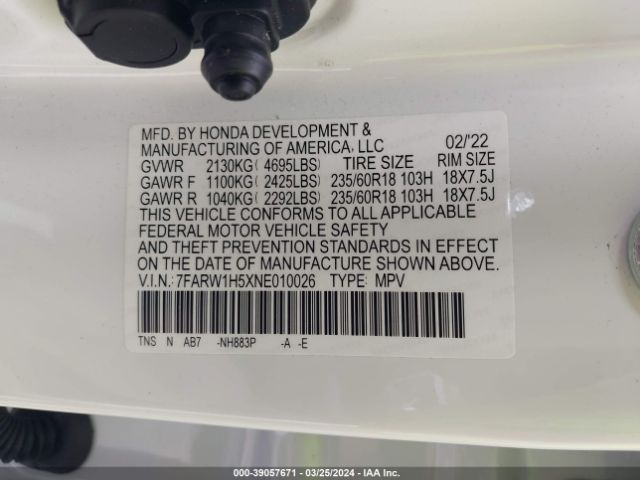 MFD. BY HONDA DEVELOPMENT &
MANUFACTURING OF AMERICA, LLC 02/'22
GVWR 2130KG( 4695LBS) TIRE SIZE RIM SIZE
GAWR F 1100KG( 2425LBS) 235/60R18 103H 18X7.5J
GAWR R 1040KG( 2292LBS) 235/60R18 103H 18X7.5J
THIS VEHICLE CONFORMS TO ALL APPLICABLE
FEDERAL MOTOR VEHICLE SAFETY
AND THEFT PREVENTION STANDARDS IN EFFECT
ON THE DATE OF MANUFACTURE SHOWN ABOVE.
V.I.N.: 7FARW1H5XNE010026 TYPE: MPV
TNS N AB7 -NH883P -A -E
000-39057671 | 03/25/2024 | IAA Inc.